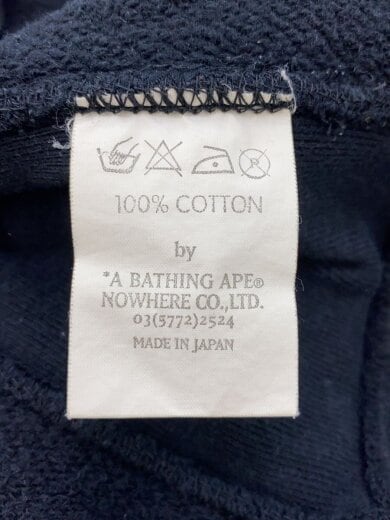 100% COTTON
by
*A BATHING APE®
NOWHERE CO.,LTD.
03(5772)2524
MADE IN JAPAN